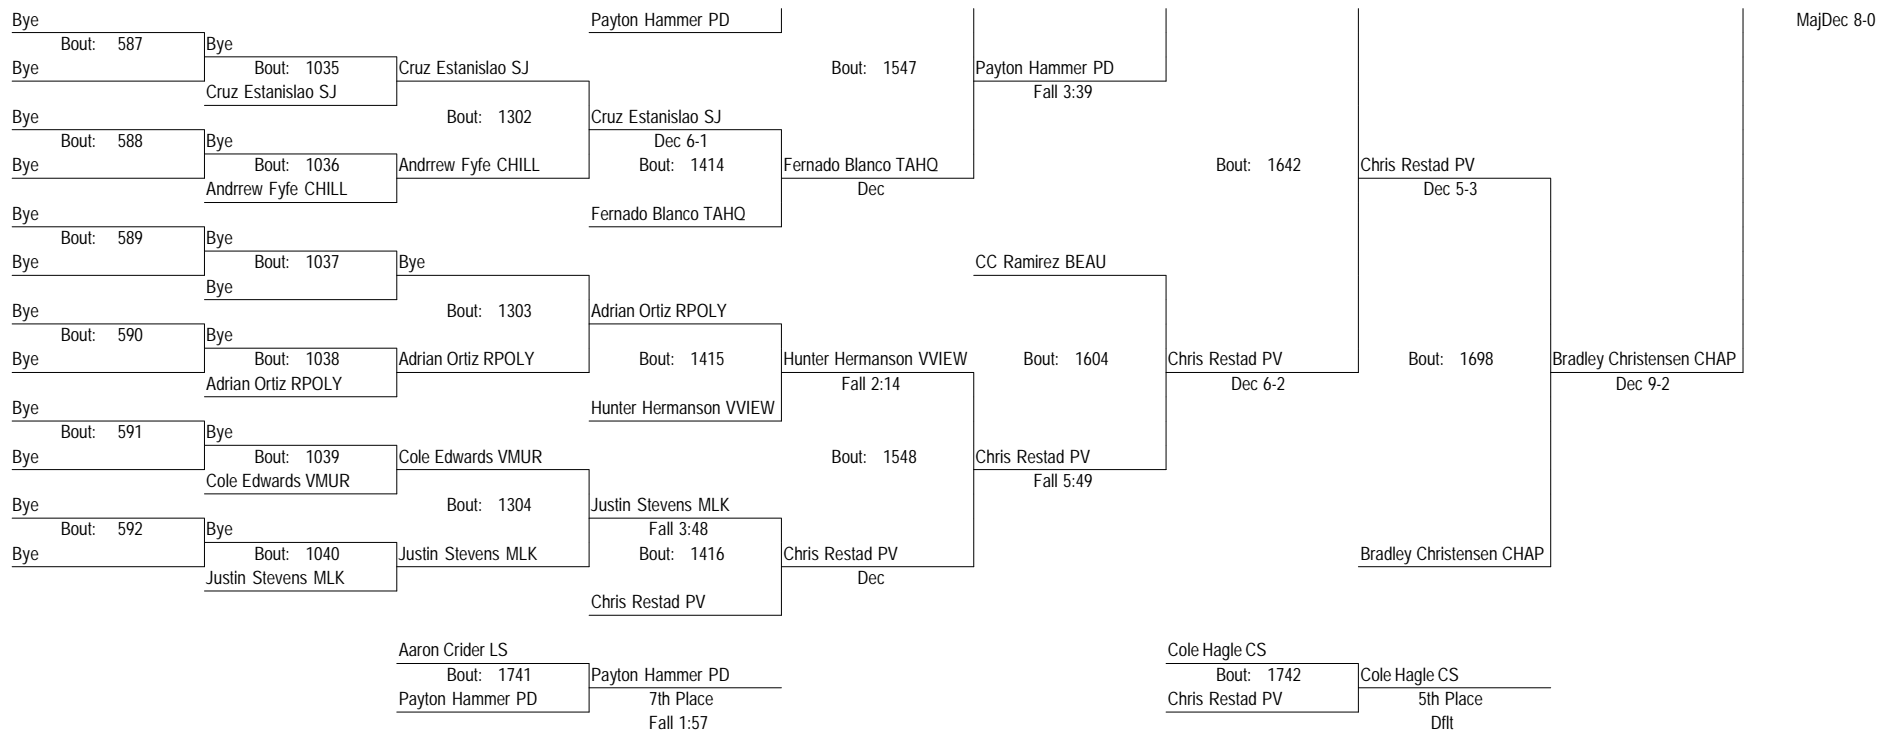 Bye
Payton Hammer PD
MajDec 8-0
Bout: 587
Bye
Bye
Bout: 1035
Cruz Estanislao SJ
Bout: 1547
Payton Hammer PD
Cruz Estanislao SJ
Fall 3:39
Bye
Bout: 1302
Cruz Estanislao SJ
Bout: 588
Bye
Dec 6-1
Bye
Bout: 1036
Andrrew Fyfe CHILL
Bout: 1414
Fernado Blanco TAHQ
Bout: 1642
Chris Restad PV
Andrrew Fyfe CHILL
Dec
Dec 5-3
Bye
Fernado Blanco TAHQ
Bout: 589
Bye
Bye
Bout: 1037
Bye
CC Ramirez BEAU
Bye
Bye
Bout: 1303
Adrian Ortiz RPOLY
Bout: 590
Bye
Bye
Bout: 1038
Adrian Ortiz RPOLY
Bout: 1415
Hunter Hermanson VVIEW
Bout: 1604
Chris Restad PV
Bout: 1698
Bradley Christensen CHAP
Adrian Ortiz RPOLY
Fall 2:14
Dec 6-2
Dec 9-2
Bye
Hunter Hermanson VVIEW
Bout: 591
Bye
Bye
Bout: 1039
Cole Edwards VMUR
Bout: 1548
Chris Restad PV
Cole Edwards VMUR
Fall 5:49
Bye
Bout: 1304
Justin Stevens MLK
Bout: 592
Bye
Fall 3:48
Bye
Bout: 1040
Justin Stevens MLK
Bout: 1416
Chris Restad PV
Bradley Christensen CHAP
Justin Stevens MLK
Dec
Chris Restad PV
Aaron Crider LS
Cole Hagle CS
Bout: 1741
Payton Hammer PD
Bout: 1742
Cole Hagle CS
Payton Hammer PD
7th Place
Chris Restad PV
5th Place
Fall 1:57
Dflt